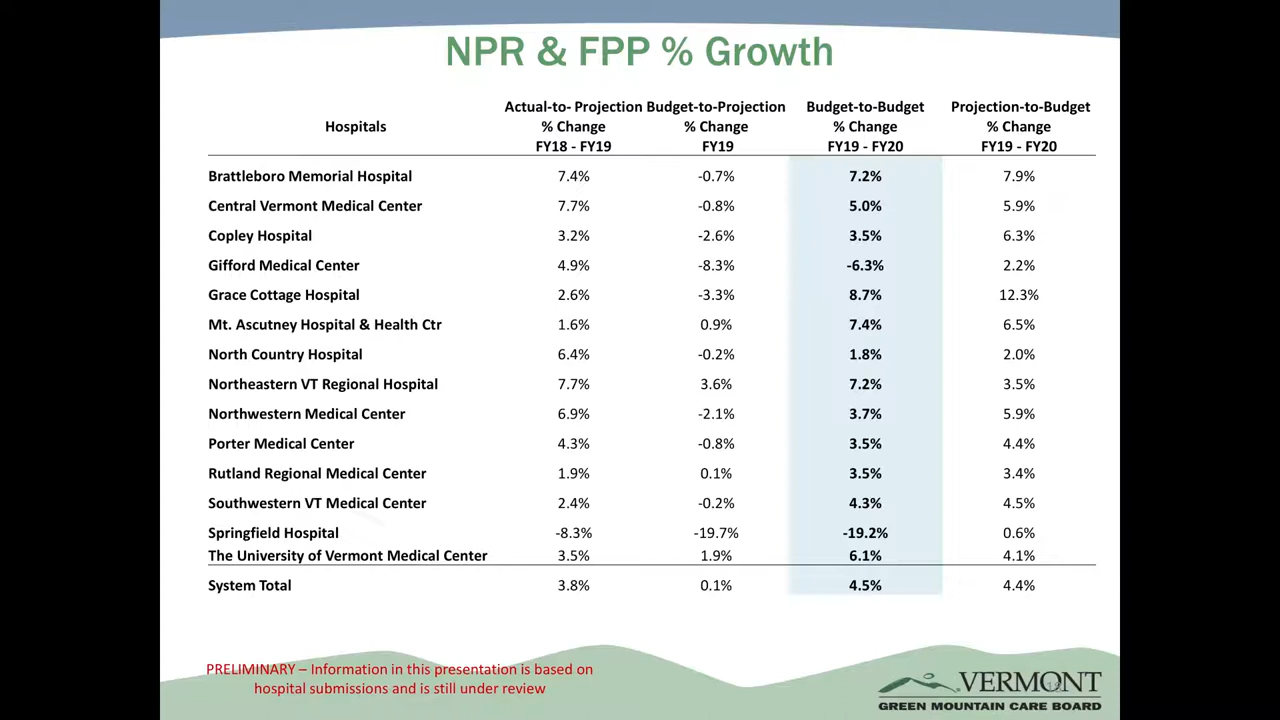 NPR & FPP % Growth
Hospitals Actual-to- Projection % Change FY18 - FY19 Budget-to-Projection % Change FY19 Budget-to-Budget % Change FY19 - FY20 Projection-to-Budget % Change FY19 - FY20
Brattleboro Memorial Hospital 7.4% -0.7% 7.2% 7.9%
Central Vermont Medical Center 7.7% -0.8% 5.0% 5.9%
Copley Hospital 3.2% -2.6% 3.5% 6.3%
Gifford Medical Center 4.9% -8.3% -6.3% 2.2%
Grace Cottage Hospital 2.6% -3.3% 8.7% 12.3%
Mt. Ascutney Hospital & Health Ctr 1.6% 0.9% 7.4% 6.5%
North Country Hospital 6.4% -0.2% 1.8% 2.0%
Northeastern VT Regional Hospital 7.7% 3.6% 7.2% 3.5%
Northwestern Medical Center 6.9% -2.1% 3.7% 5.9%
Porter Medical Center 4.3% -0.8% 3.5% 4.4%
Rutland Regional Medical Center 1.9% 0.1% 3.5% 3.4%
Southwestern VT Medical Center 2.4% -0.2% 4.3% 4.5%
Springfield Hospital -8.3% -19.7% -19.2% 0.6%
The University of Vermont Medical Center 3.5% 1.9% 6.1% 4.1%
System Total 3.8% 0.1% 4.5% 4.4%
PRELIMINARY – Information in this presentation is based on
hospital submissions and is still under review
VERMONT
GREEN MOUNTAIN CARE BOARD